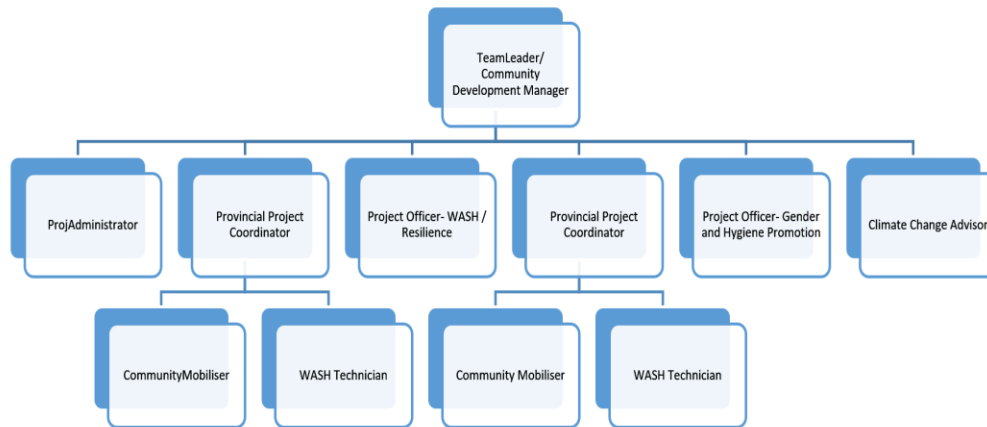 TeamLeader/
Community
Development Manager
ProjAdministrator
Provincial Project
Coordinator
Project Officer- WASH /
Resilience
Provincial Project
Coordinator
Project Officer- Gender
and Hygiene Promotion
Climate Change Advisor
CommunityMobiliser
WASH Technician
Community Mobiliser
WASH Technician